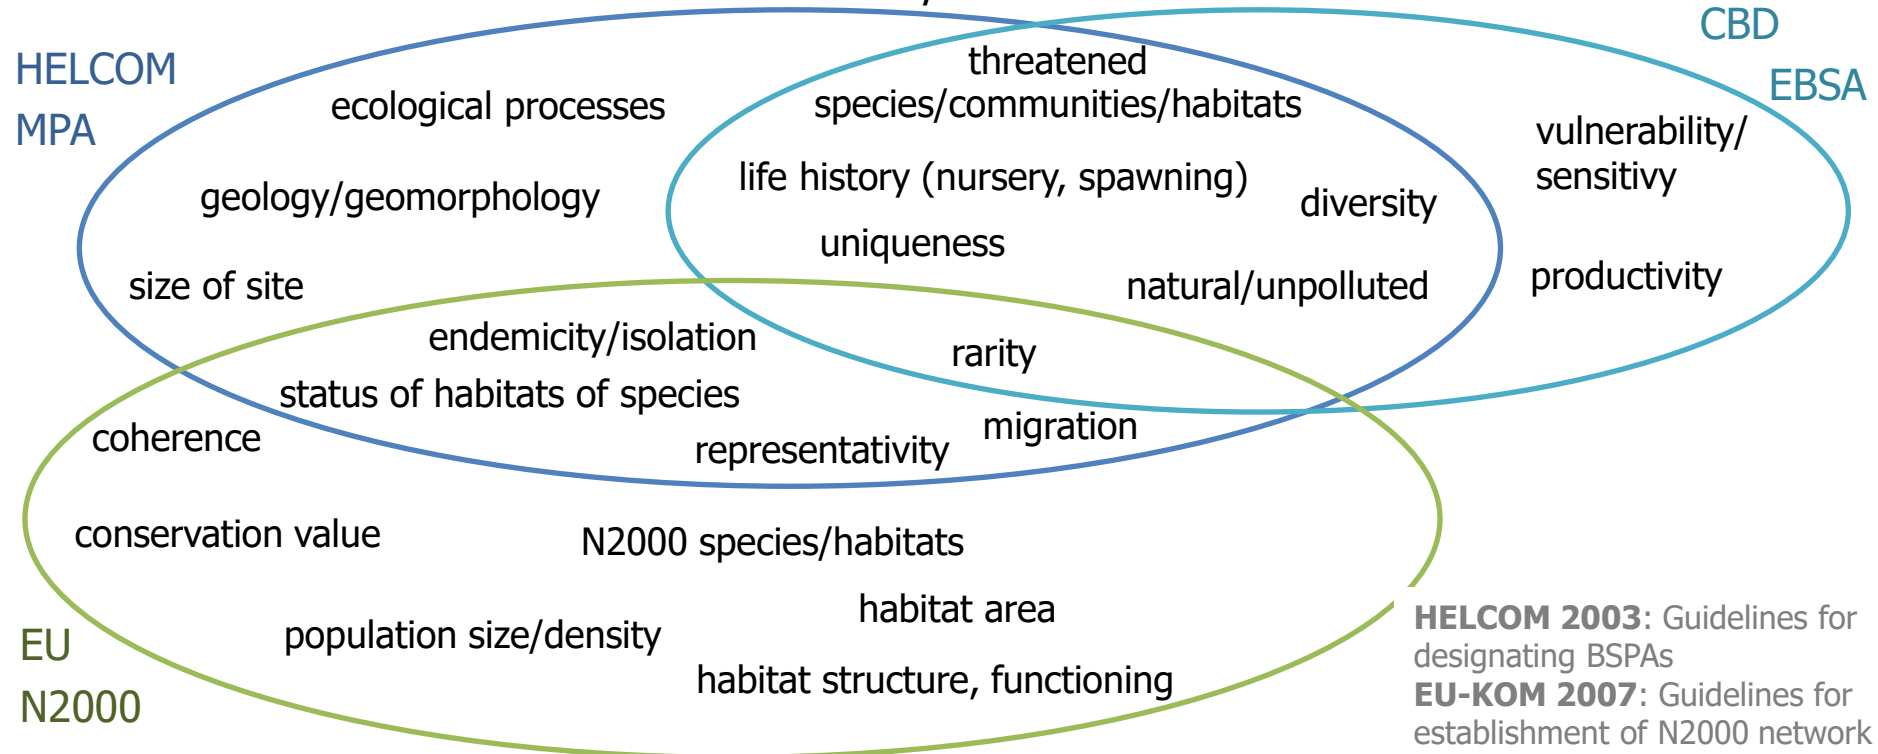 CBD
EBSA
HELCOM
MPA
threatened
species/communities/habitats
ecological processes
vulnerability/
sensitivy
life history (nursery, spawning)
geology/geomorphology
diversity
uniqueness
size of site
natural/unpolluted
productivity
endemicity/isolation
rarity
status of habitats of species
coherence
migration
representativity
conservation value
N2000 species/habitats
habitat area
population size/density
habitat structure, functioning
EU
N2000
HELCOM 2003: Guidelines for
designating BSPAs
EU-KOM 2007: Guidelines for
establishment of N2000 network